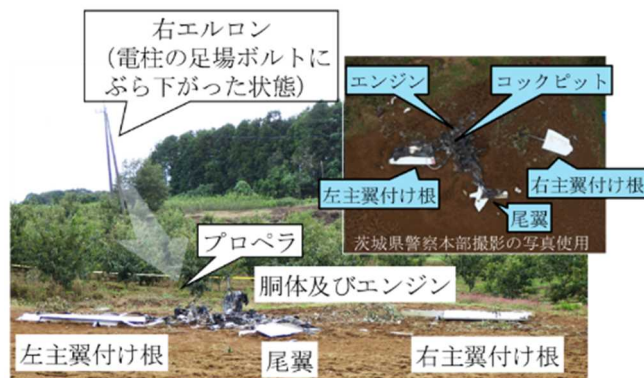 右エルロン
（電柱の足場ボルトに
ぶら下がった状態）
エンジン
コックピット
左主翼付け根
右主翼付け根
尾翼
茨城県警察本部撮影の写真使用
プロペラ
胴体及びエンジン
左主翼付け根
尾翼
右主翼付け根